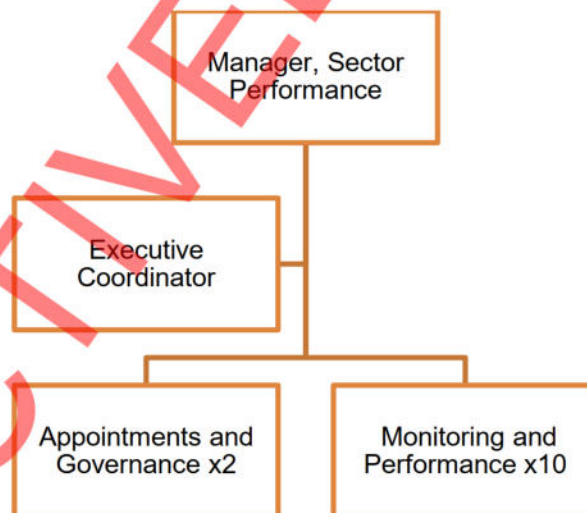 Manager, Sector
Performance
Executive
Coordinator
Appointments and
Governance x2
Monitoring and
Performance x10